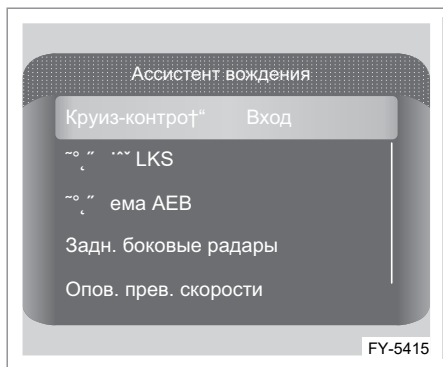 Ассистент вождения
Круиз-контро†“ Вход
LKS
ема AEB
Задн. боковые радары
Опов. прев. скорости
FY-5415